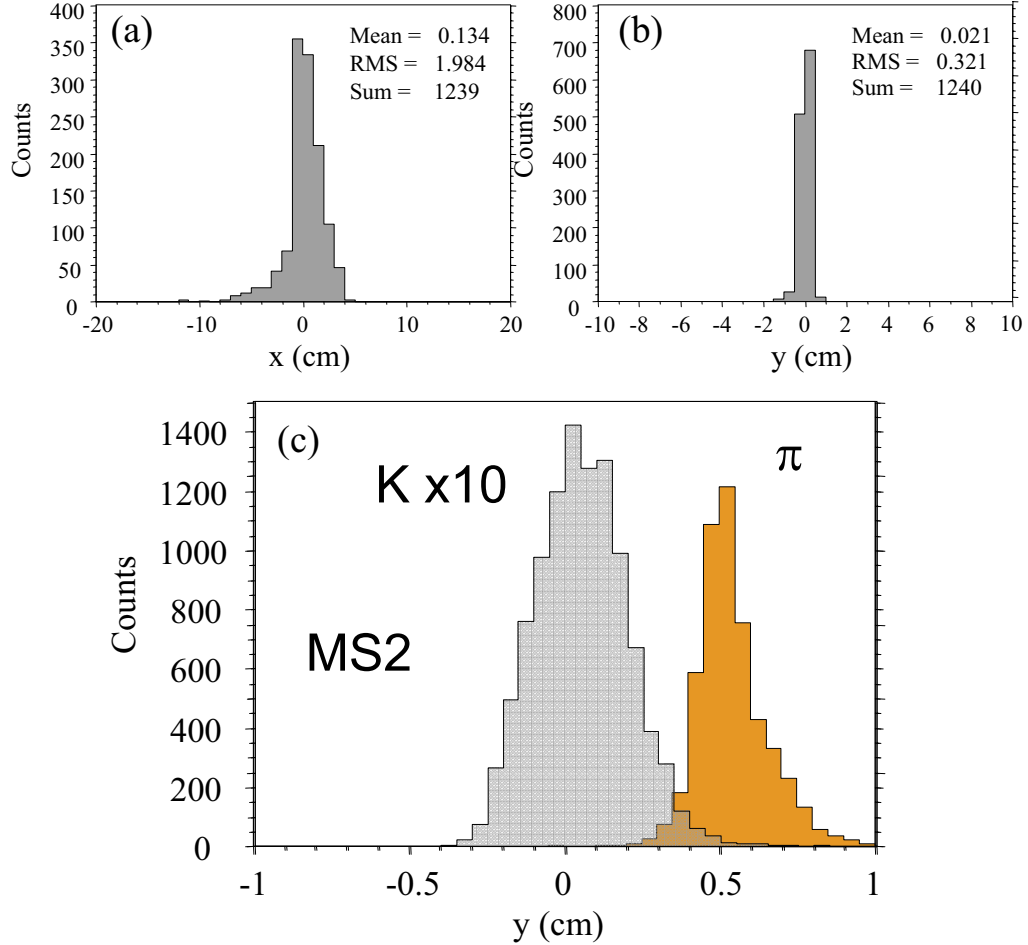 (a)
Mean = 0.134
RMS = 1.984
Sum = 1239
400
350
300
250
200
150
100
50
0
Counts
-20 -10 0 10 20
x (cm)
(b)
Mean = 0.021
RMS = 0.321
Sum = 1240
800
700
600
500
400
300
200
100
0
Counts
-10 -8 -6 -4 -2 0 2 4 6 8 10
y (cm)
(c)
K x10
π
MS2
1400
1200
1000
800
600
400
200
0
Counts
-1 -0.5 0 0.5 1
y (cm)